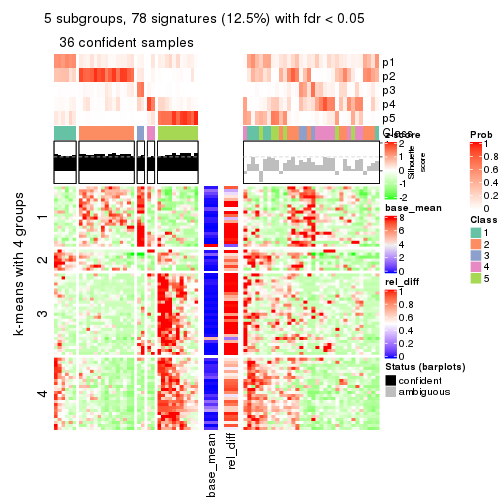 5 subgroups, 78 signatures (12.5%) with fdr < 0.05
36 confident samples
p1
p2
p3
p4
p5
Class
z-score
2
1
0
-1
-2
Silhouette
score
Prob
1
0.8
0.6
0.4
0.2
0
base_mean
8
6
4
2
0
Class
1
2
3
4
5
rel_diff
1
0.8
0.6
0.4
0.2
0
Status (barplots)
confident
ambiguous
k-means with 4 groups
1
2
3
4
base_mean
rel_diff